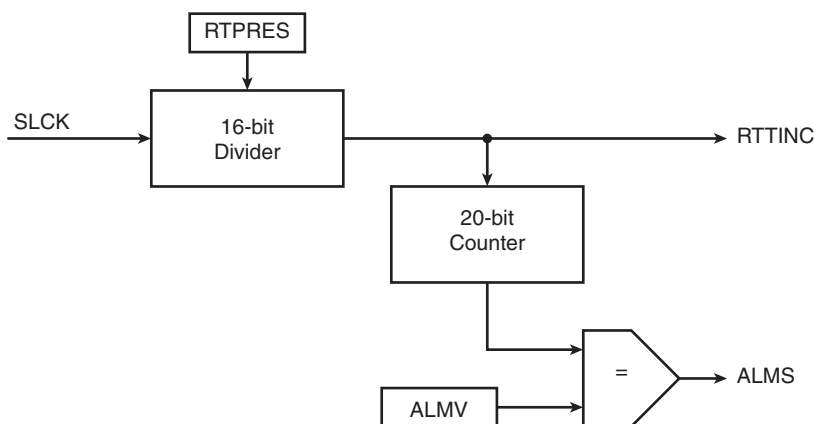 RTPRES
SLCK
16-bit
Divider
RTTINC
20-bit
Counter
=
ALMS
ALMV